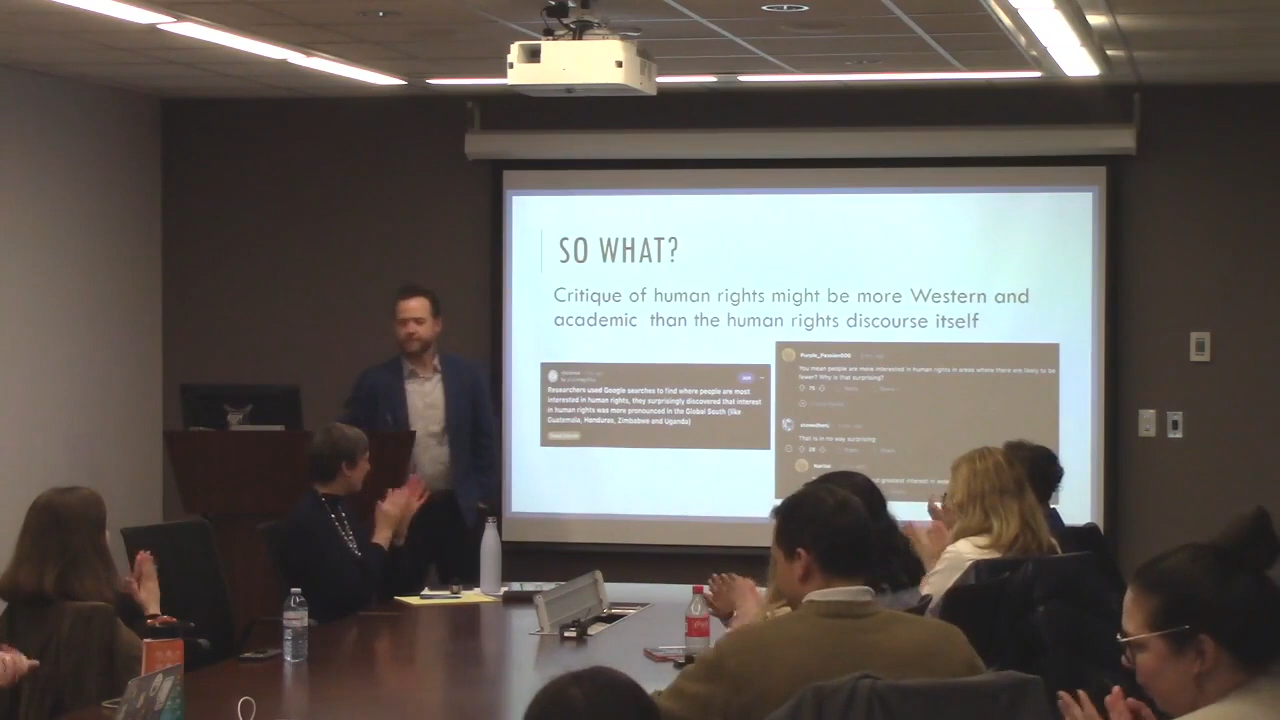 SO WHAT?
Critique of human rights might be more Western and
academic than the human rights discourse itself
Researchers used Google searches to find where people are most
interested in human rights, they surprisingly discovered that interest
in human rights was more pronounced in the Global South (like
Guatemala, Honduras, Zimbabwe and Uganda)
Purple_Passion000
You mean people are more interested in human rights in areas where there are likely to be
fewer? Why is that surprising?
That is in no way surprising
greatest interest in